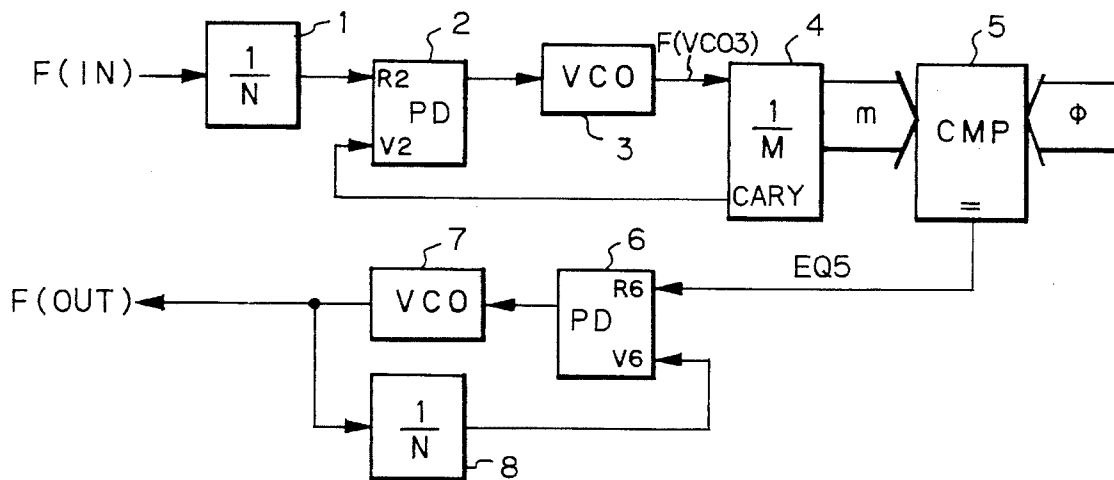 1
2
4
5
F(VCO3)
F(IN)
1
N
R2
PD
V2
VCO
3
1
M
CARY
m
CMP
=
Φ
7
6
EQ5
F(OUT)
VCO
R6
PD
V6
1
N
8